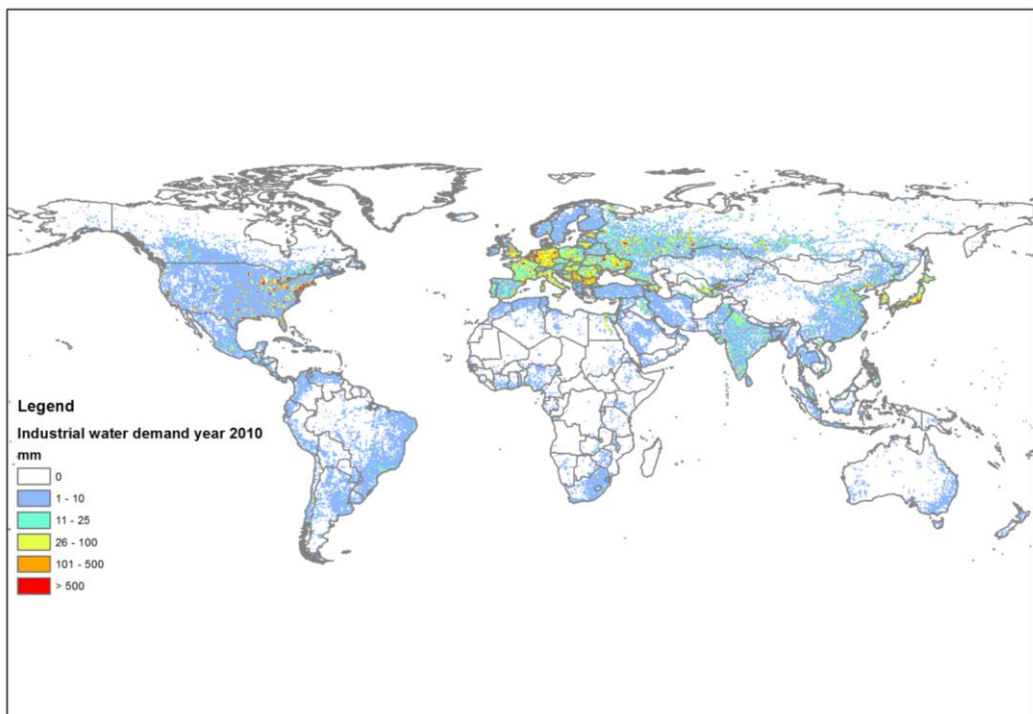 Legend
Industrial water demand year 2010
mm
0
1 - 10
11 - 25
26 - 100
101 - 500
> 500